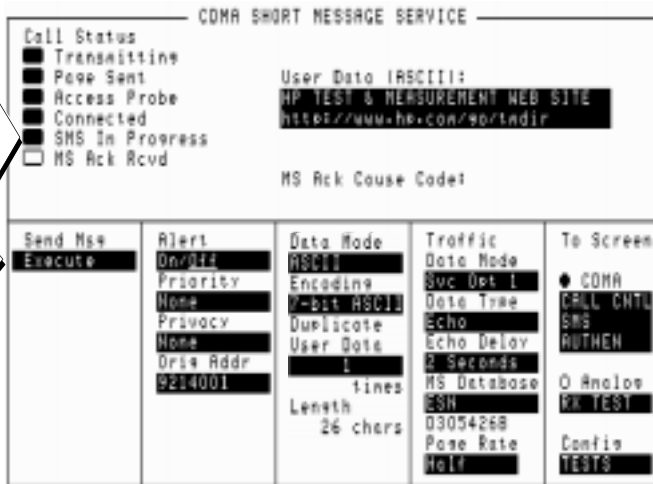 CDMA SHORT MESSAGE SERVICE
Call Status
Transmitting
Page Sent
Access Probe
Connected
SMS In Progress
MS Ack Rcvd
User Data (ASCII):
HP TEST & MEASUREMENT WEB SITE
http://www.hp.com/go/tmdir
MS Ack Cause Code:
Send Msg
Execute
Alert
On/Off
Priority
None
Privacy
None
Orig Addr
9214001
Data Mode
ASCII
Encoding
7-bit ASCII
Duplicate
User Data
1
times
Length
26 chars
Traffic
Data Mode
Svc Opt 1
Data Type
Echo
Echo Delay
2 Seconds
MS Database
ESN
03054268
Page Rate
Half
To Screen
CDMA
CALL CNTL
SMS
AUTHEN
Analog
RX TEST
Config
TESTS